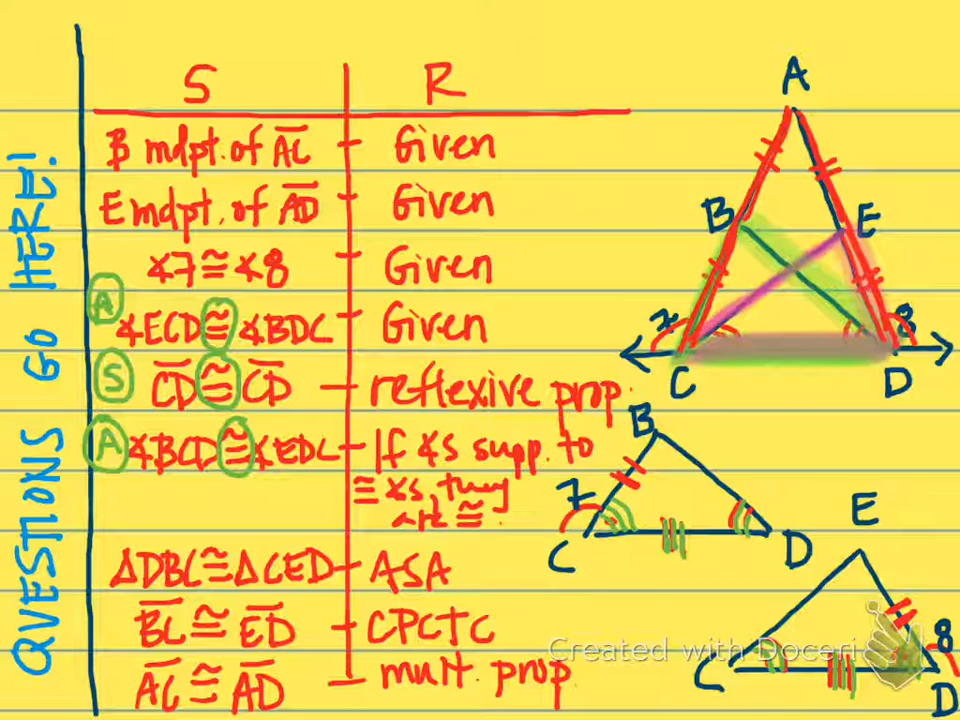 QUESTIONS GO HERE!
S R
B mdpt. of AC Given
E mdpt. of AD Given
∡7 ≅ ∡8 Given
A ∡ECD ≅ ∡BDC Given
S CD ≅ CD reflexive prop.
A ∡BCD ≅ ∡EDC If ∡s supp. to
≅ ∡s, they
are ≅.
ΔDBC ≅ ΔCED ASA
BC ≅ ED CPCTC
AC ≅ AD mult. prop.
A
B E
7 8
C D
B
7
C D
E
8
C D
Created with Doceri